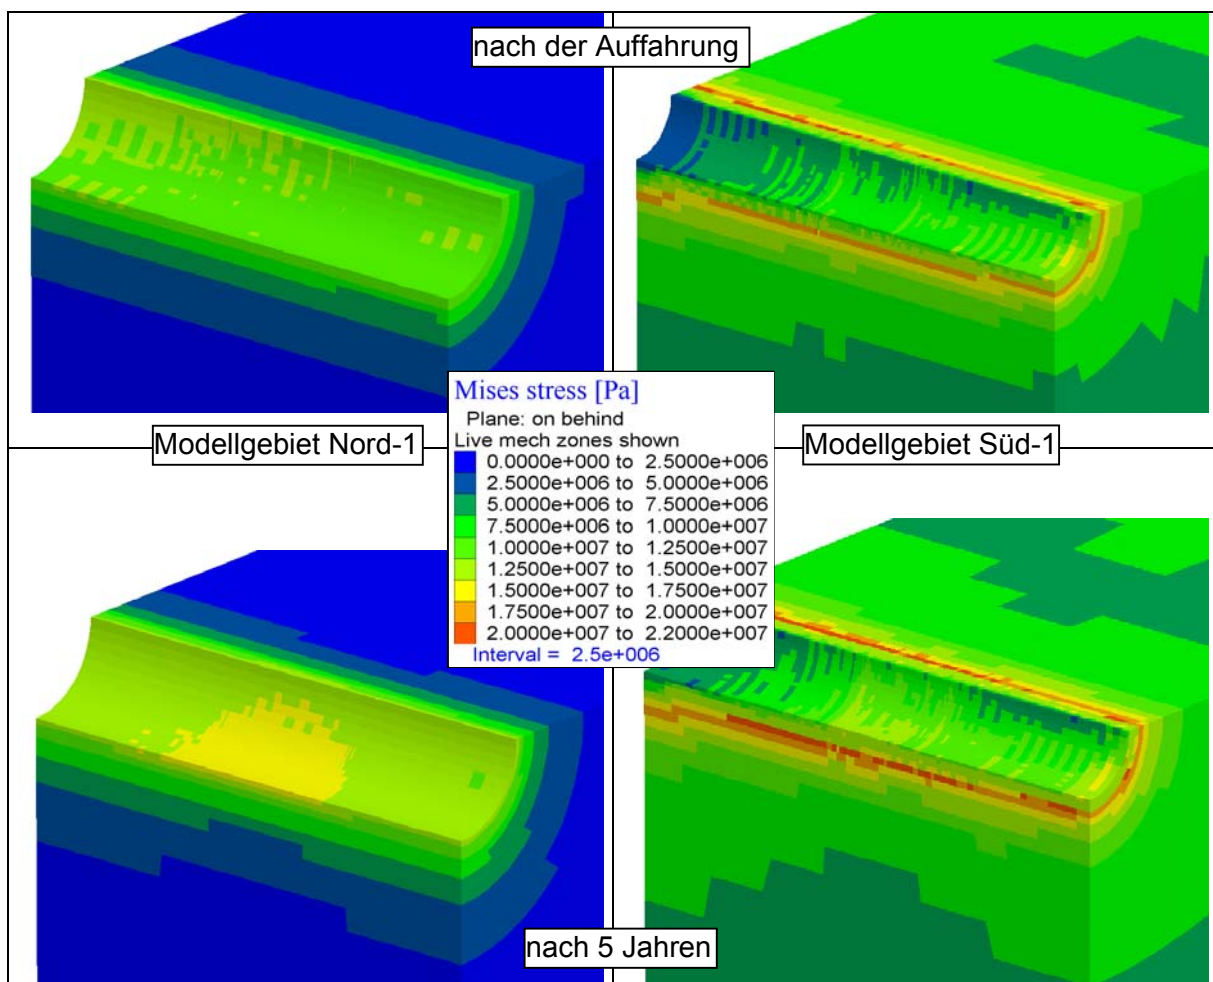 nach der Auffahrung
Modellgebiet Nord-1
Modellgebiet Süd-1
Mises stress [Pa]
Plane: on behind
Live mech zones shown
0.0000e+000 to 2.5000e+006
2.5000e+006 to 5.0000e+006
5.0000e+006 to 7.5000e+006
7.5000e+006 to 1.0000e+007
1.0000e+007 to 1.2500e+007
1.2500e+007 to 1.5000e+007
1.5000e+007 to 1.7500e+007
1.7500e+007 to 2.0000e+007
2.0000e+007 to 2.2000e+007
Interval = 2.5e+006
nach 5 Jahren